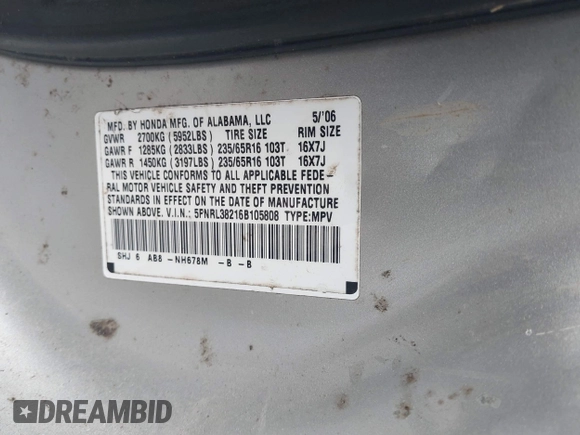 MFD. BY HONDA MFG. OF ALABAMA, LLC 5/'06
GVWR 2700KG (5952LBS) TIRE SIZE RIM SIZE
GAWR F 1285KG (2833LBS) 235/65R16 103T 16X7J
GAWR R 1450KG (3197LBS) 235/65R16 103T 16X7J
THIS VEHICLE CONFORMS TO ALL APPLICABLE FEDE-
RAL MOTOR VEHICLE SAFETY AND THEFT PREVENTION
STANDARDS IN EFFECT ON THE DATE OF MANUFACTURE
SHOWN ABOVE. V.I.N.: 5FNRL38216B105808 TYPE:MPV
SHJ 6 AB8 -NH678M -B -B
DREAMBID